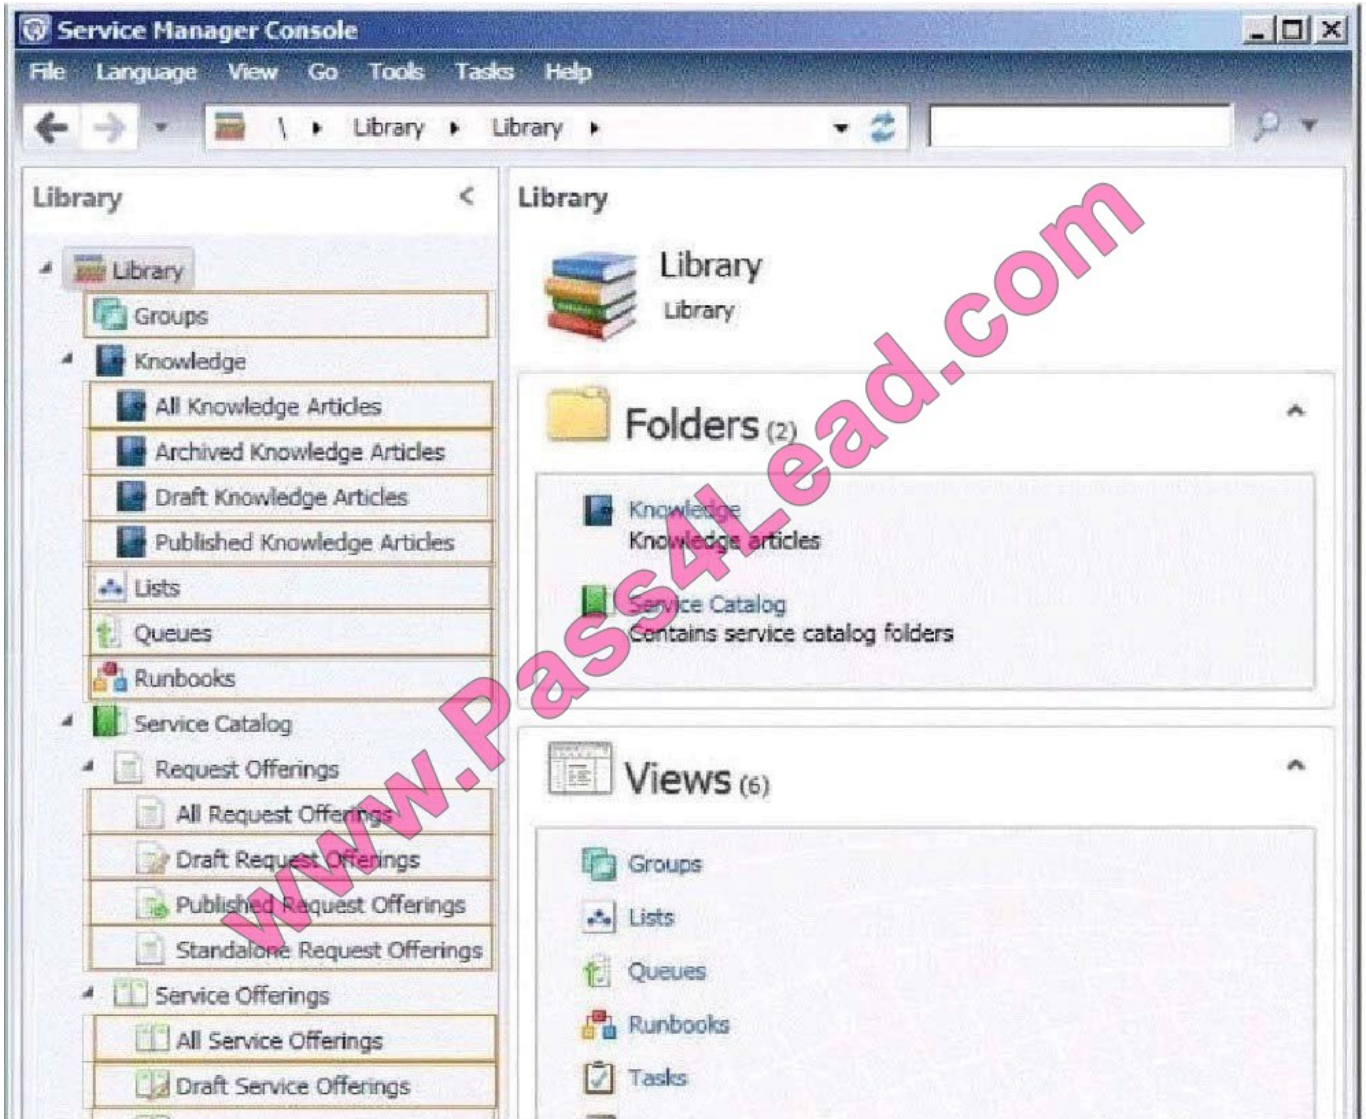 Service Manager Console
File Language View Go Tools Tasks Help
\ Library Library
Library
Library
Groups
Knowledge
All Knowledge Articles
Archived Knowledge Articles
Draft Knowledge Articles
Published Knowledge Articles
Lists
Queues
Runbooks
Service Catalog
Request Offerings
All Request Offerings
Draft Request Offerings
Published Request Offerings
Standalone Request Offerings
Service Offerings
All Service Offerings
Draft Service Offerings
Library
Library
Library
Folders (2)
Knowledge
Knowledge articles
Service Catalog
Contains service catalog folders
Views (6)
Groups
Lists
Queues
Runbooks
Tasks
www.Pass4Lead.com